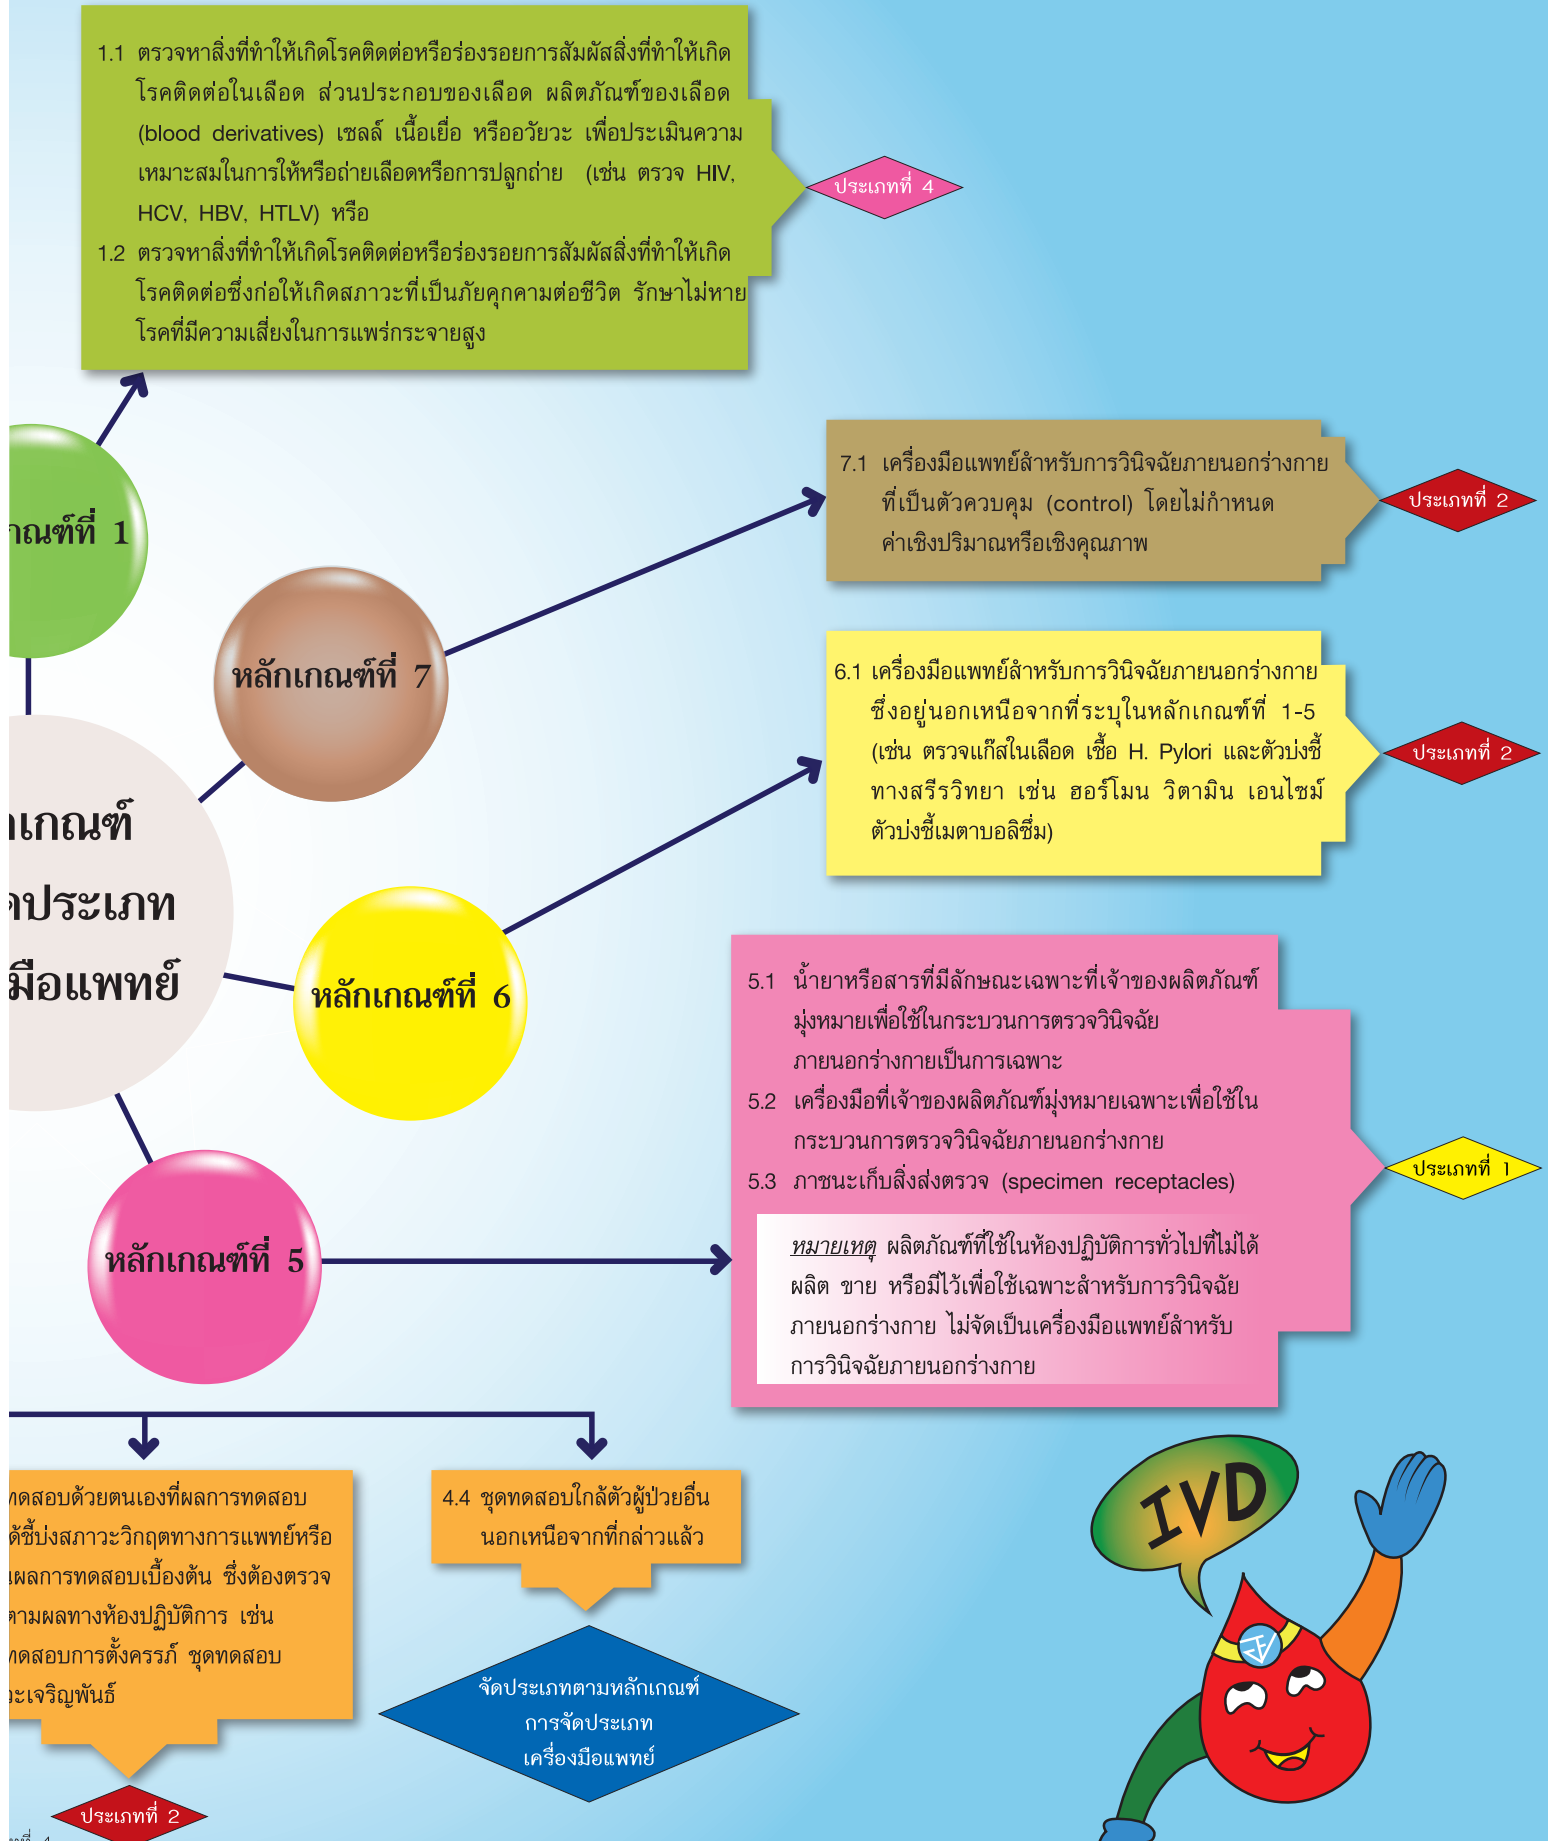 1.1 ตรวจหาสิ่งที่ทำให้เกิดโรคติดต่อหรือร่องรอยการสัมผัสสิ่งที่ทำให้เกิด
โรคติดต่อในเลือด ส่วนประกอบของเลือด ผลิตภัณฑ์ของเลือด
(blood derivatives) เซลล์ เนื้อเยื่อ หรืออวัยวะ เพื่อประเมินความ
เหมาะสมในการให้หรือถ่ายเลือดหรือการปลูกถ่าย (เช่น ตรวจ HIV,
HCV, HBV, HTLV) หรือ
1.2 ตรวจหาสิ่งที่ทำให้เกิดโรคติดต่อหรือร่องรอยการสัมผัสสิ่งที่ทำให้เกิด
โรคติดต่อซึ่งก่อให้เกิดสภาวะที่เป็นภัยคุกคามต่อชีวิต รักษาไม่หาย
โรคที่มีความเสี่ยงในการแพร่กระจายสูง
ประเภทที่ 4
กณฑ์ที่ 1
หลักเกณฑ์ที่ 7
7.1 เครื่องมือแพทย์สำหรับการวินิจฉัยภายนอกร่างกาย
ที่เป็นตัวควบคุม (control) โดยไม่กำหนด
ค่าเชิงปริมาณหรือเชิงคุณภาพ
ประเภทที่ 2
6.1 เครื่องมือแพทย์สำหรับการวินิจฉัยภายนอกร่างกาย
ซึ่งอยู่นอกเหนือจากที่ระบุในหลักเกณฑ์ที่ 1-5
(เช่น ตรวจแก๊สในเลือด เชื้อ H. Pylori และตัวบ่งชี้
ทางสรีรวิทยา เช่น ฮอร์โมน วิตามิน เอนไซม์
ตัวบ่งชี้เมตาบอลิซึ่ม)
ประเภทที่ 2
เกณฑ์
ประเภท
มือแพทย์
หลักเกณฑ์ที่ 6
หลักเกณฑ์ที่ 5
5.1 น้ำยาหรือสารที่มีลักษณะเฉพาะที่เจ้าของผลิตภัณฑ์
มุ่งหมายเพื่อใช้ในกระบวนการตรวจวินิจฉัย
ภายนอกร่างกายเป็นการเฉพาะ
5.2 เครื่องมือที่เจ้าของผลิตภัณฑ์มุ่งหมายเฉพาะเพื่อใช้ใน
กระบวนการตรวจวินิจฉัยภายนอกร่างกาย
5.3 ภาชนะเก็บสิ่งส่งตรวจ (specimen receptacles)
หมายเหตุ ผลิตภัณฑ์ที่ใช้ในห้องปฏิบัติการทั่วไปที่ไม่ได้
ผลิต ขาย หรือมีไว้เพื่อใช้เฉพาะสำหรับการวินิจฉัย
ภายนอกร่างกาย ไม่จัดเป็นเครื่องมือแพทย์สำหรับ
การวินิจฉัยภายนอกร่างกาย
ประเภทที่ 1
ทดสอบด้วยตนเองที่ผลการทดสอบ
ด้ชี้บ่งสภาวะวิกฤตทางการแพทย์หรือ
ผลการทดสอบเบื้องต้น ซึ่งต้องตรวจ
ตามผลทางห้องปฏิบัติการ เช่น
ทดสอบการตั้งครรภ์ ชุดทดสอบ
ะเจริญพันธ์
ประเภทที่ 2
4.4 ชุดทดสอบใกล้ตัวผู้ป่วยอื่น
นอกเหนือจากที่กล่าวแล้ว
จัดประเภทตามหลักเกณฑ์
การจัดประเภท
เครื่องมือแพทย์
IVD